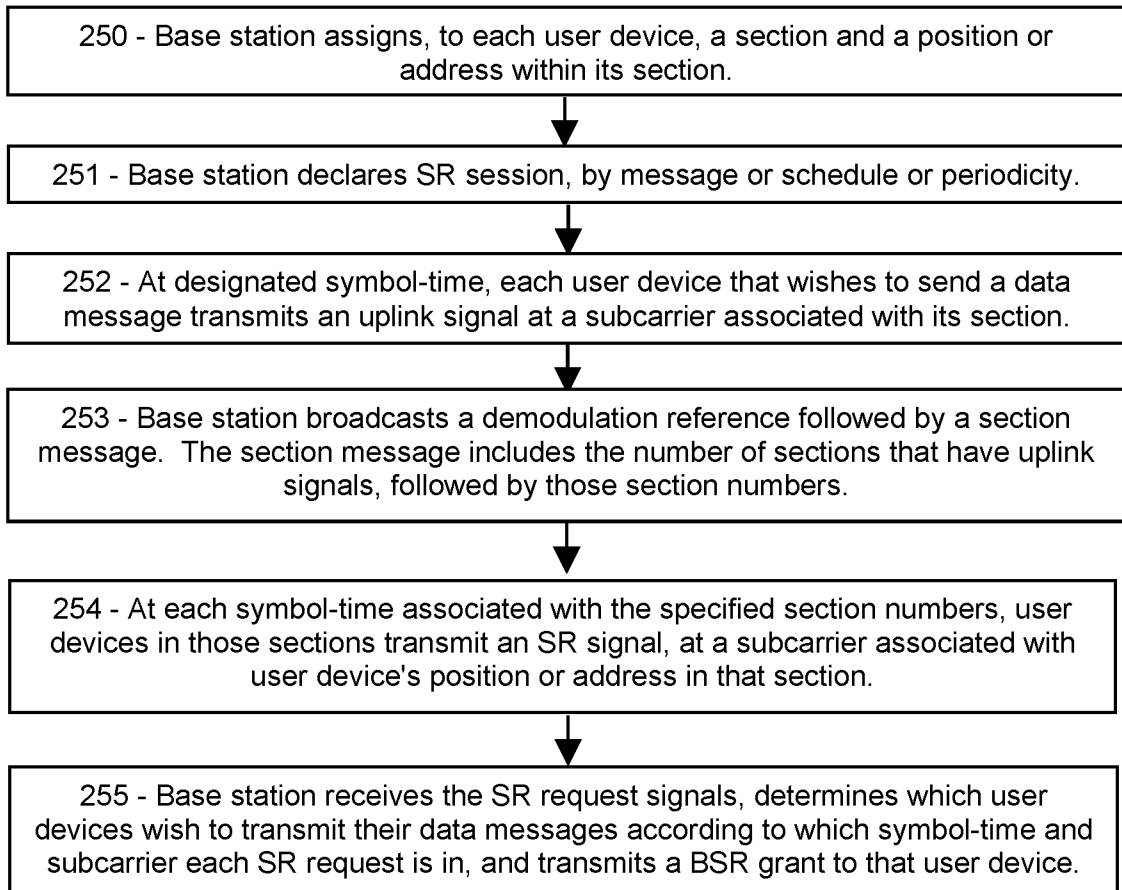 250 - Base station assigns, to each user device, a section and a position or
address within its section.
251 - Base station declares SR session, by message or schedule or periodicity.
252 - At designated symbol-time, each user device that wishes to send a data
message transmits an uplink signal at a subcarrier associated with its section.
253 - Base station broadcasts a demodulation reference followed by a section
message.  The section message includes the number of sections that have uplink
signals, followed by those section numbers.
254 - At each symbol-time associated with the specified section numbers, user
devices in those sections transmit an SR signal, at a subcarrier associated with
user device's position or address in that section.
255 - Base station receives the SR request signals, determines which user
devices wish to transmit their data messages according to which symbol-time and
subcarrier each SR request is in, and transmits a BSR grant to that user device.